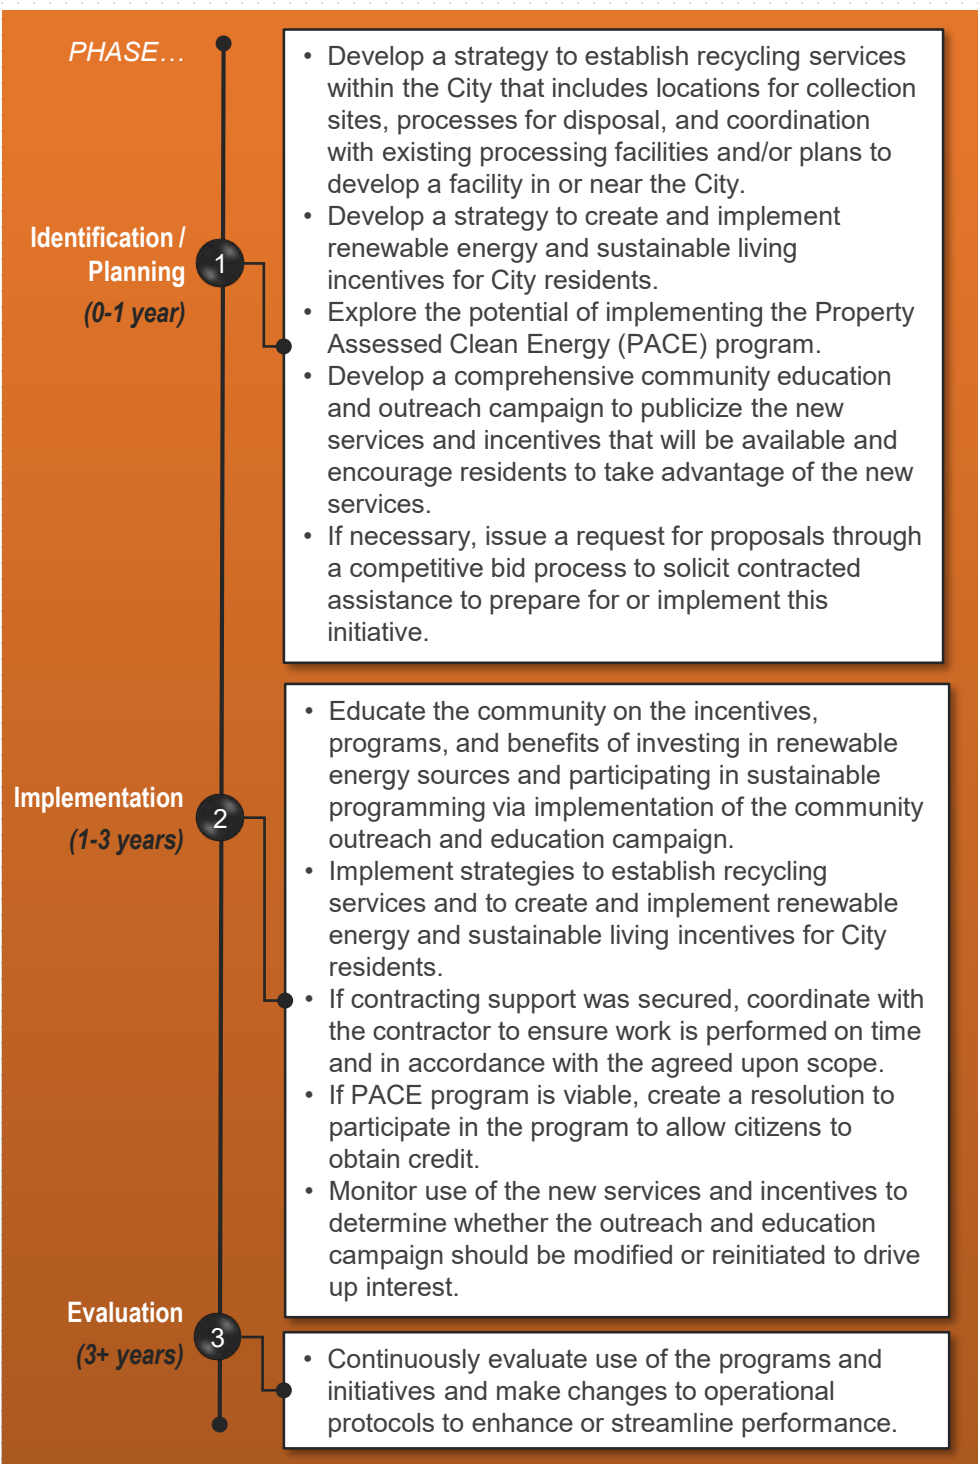 PHASE...
Identification /
Planning
(0-1 year)
1
• Develop a strategy to establish recycling services
within the City that includes locations for collection
sites, processes for disposal, and coordination
with existing processing facilities and/or plans to
develop a facility in or near the City.
• Develop a strategy to create and implement
renewable energy and sustainable living
incentives for City residents.
• Explore the potential of implementing the Property
Assessed Clean Energy (PACE) program.
• Develop a comprehensive community education
and outreach campaign to publicize the new
services and incentives that will be available and
encourage residents to take advantage of the new
services.
• If necessary, issue a request for proposals through
a competitive bid process to solicit contracted
assistance to prepare for or implement this
initiative.
Implementation
(1-3 years)
2
• Educate the community on the incentives,
programs, and benefits of investing in renewable
energy sources and participating in sustainable
programming via implementation of the community
outreach and education campaign.
• Implement strategies to establish recycling
services and to create and implement renewable
energy and sustainable living incentives for City
residents.
• If contracting support was secured, coordinate with
the contractor to ensure work is performed on time
and in accordance with the agreed upon scope.
• If PACE program is viable, create a resolution to
participate in the program to allow citizens to
obtain credit.
• Monitor use of the new services and incentives to
determine whether the outreach and education
campaign should be modified or reinitiated to drive
up interest.
Evaluation
(3+ years)
3
• Continuously evaluate use of the programs and
initiatives and make changes to operational
protocols to enhance or streamline performance.